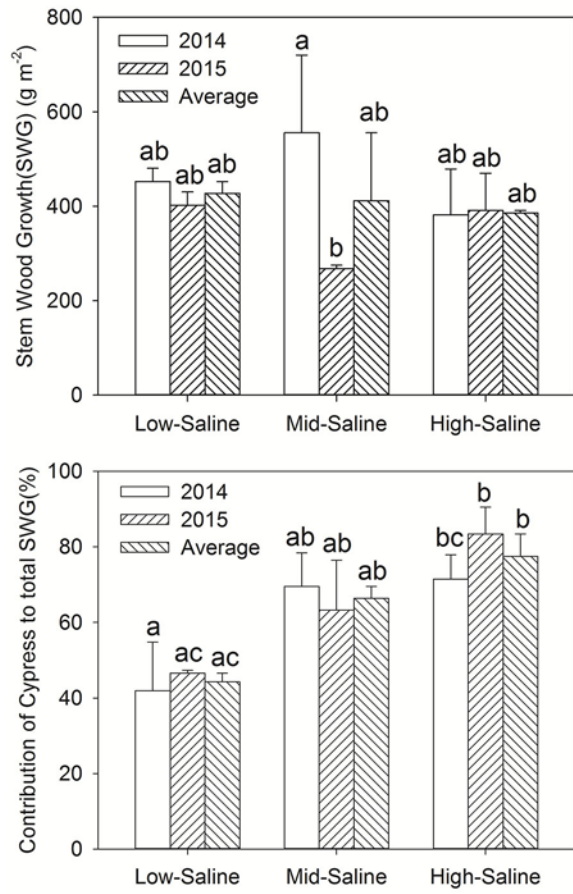 Stem Wood Growth(SWG) (g m⁻²)
800
600
400
200
0
2014
2015
Average
ab
ab
ab
a
b
ab
ab
ab
ab
Low-Saline Mid-Saline High-Saline
Contribution of Cypress to total SWG(%)
100
80
60
40
20
0
2014
2015
Average
a
ac
ac
ab
ab
ab
bc
b
b
Low-Saline Mid-Saline High-Saline